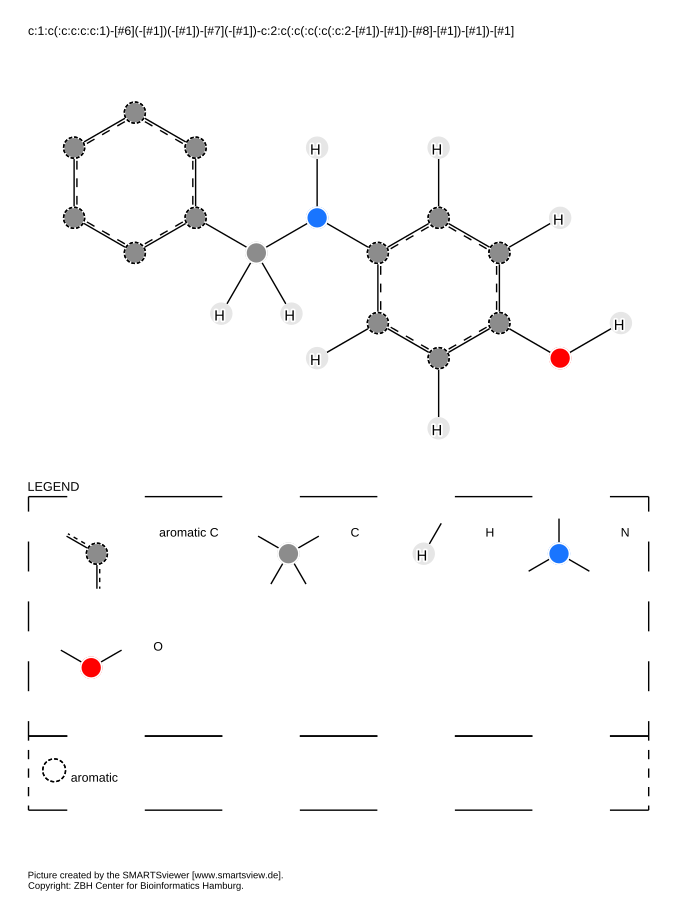 c:1:c(:c:c:c:c:1)-[#6](-[#1])(-[#1])-[#7](-[#1])-c:2:c(:c(:c(:c(:c:2-[#1])-[#1])-[#8]-[#1])-[#1])-[#1]
H H
H
H H H
H
H
LEGEND
aromatic C C H H N
O
aromatic
Picture created by the SMARTSviewer [www.smartsview.de].
Copyright: ZBH Center for Bioinformatics Hamburg.